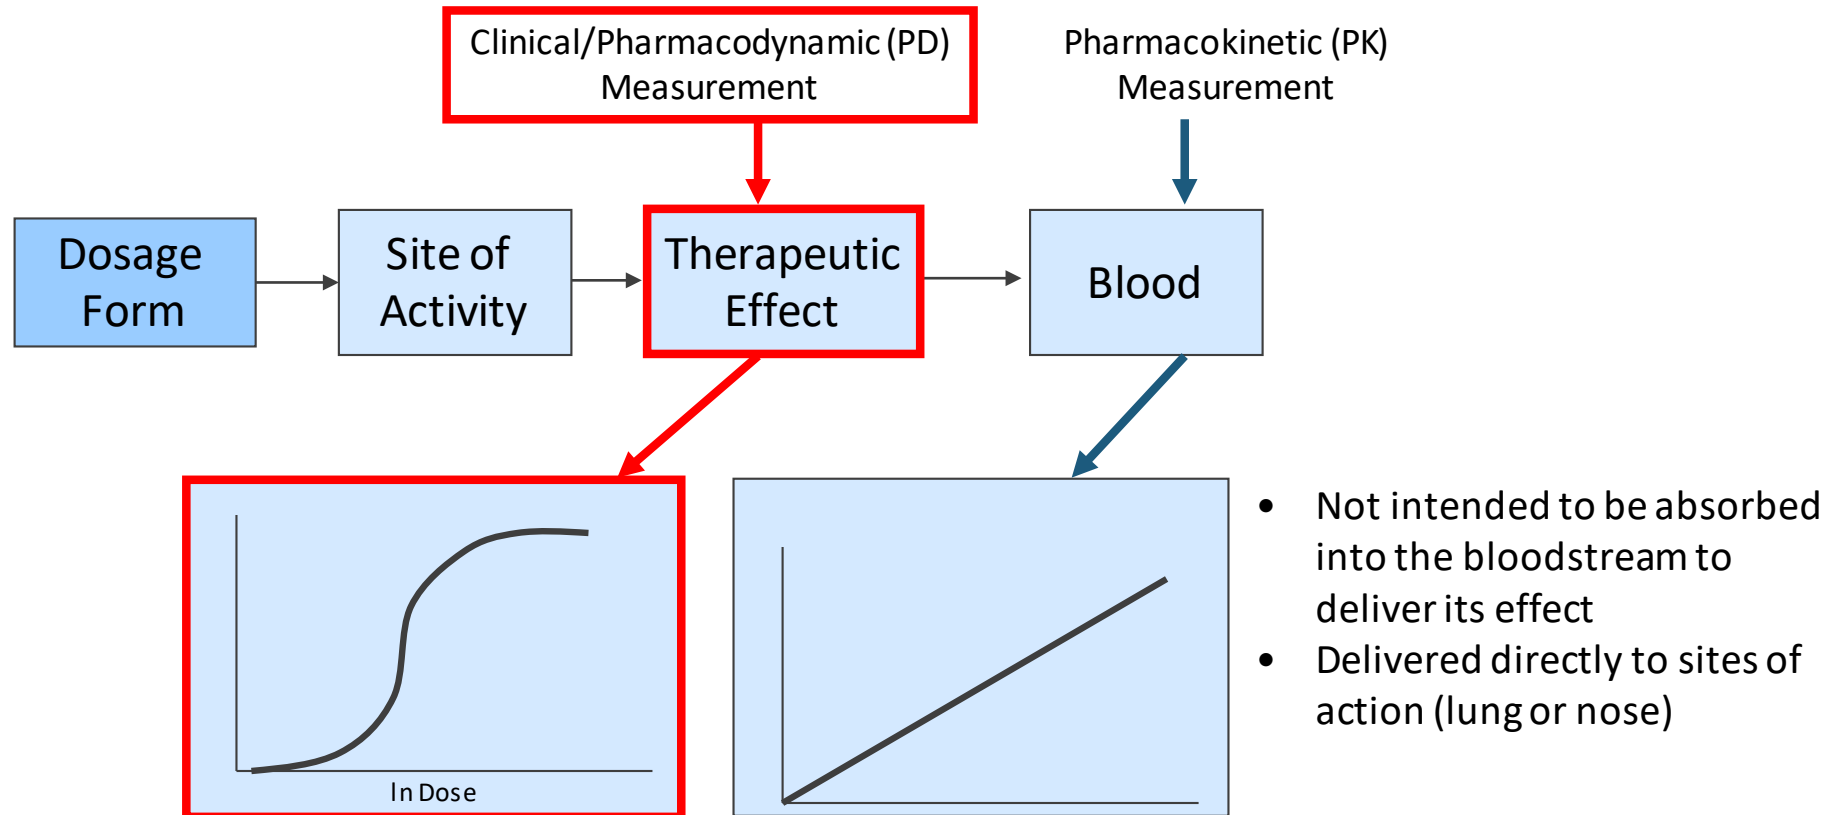 Clinical/Pharmacodynamic (PD)
Measurement
Pharmacokinetic (PK)
Measurement
Dosage
Form
Site of
Activity
Therapeutic
Effect
Blood
ln Dose
• Not intended to be absorbed
into the bloodstream to
deliver its effect
• Delivered directly to sites of
action (lung or nose)